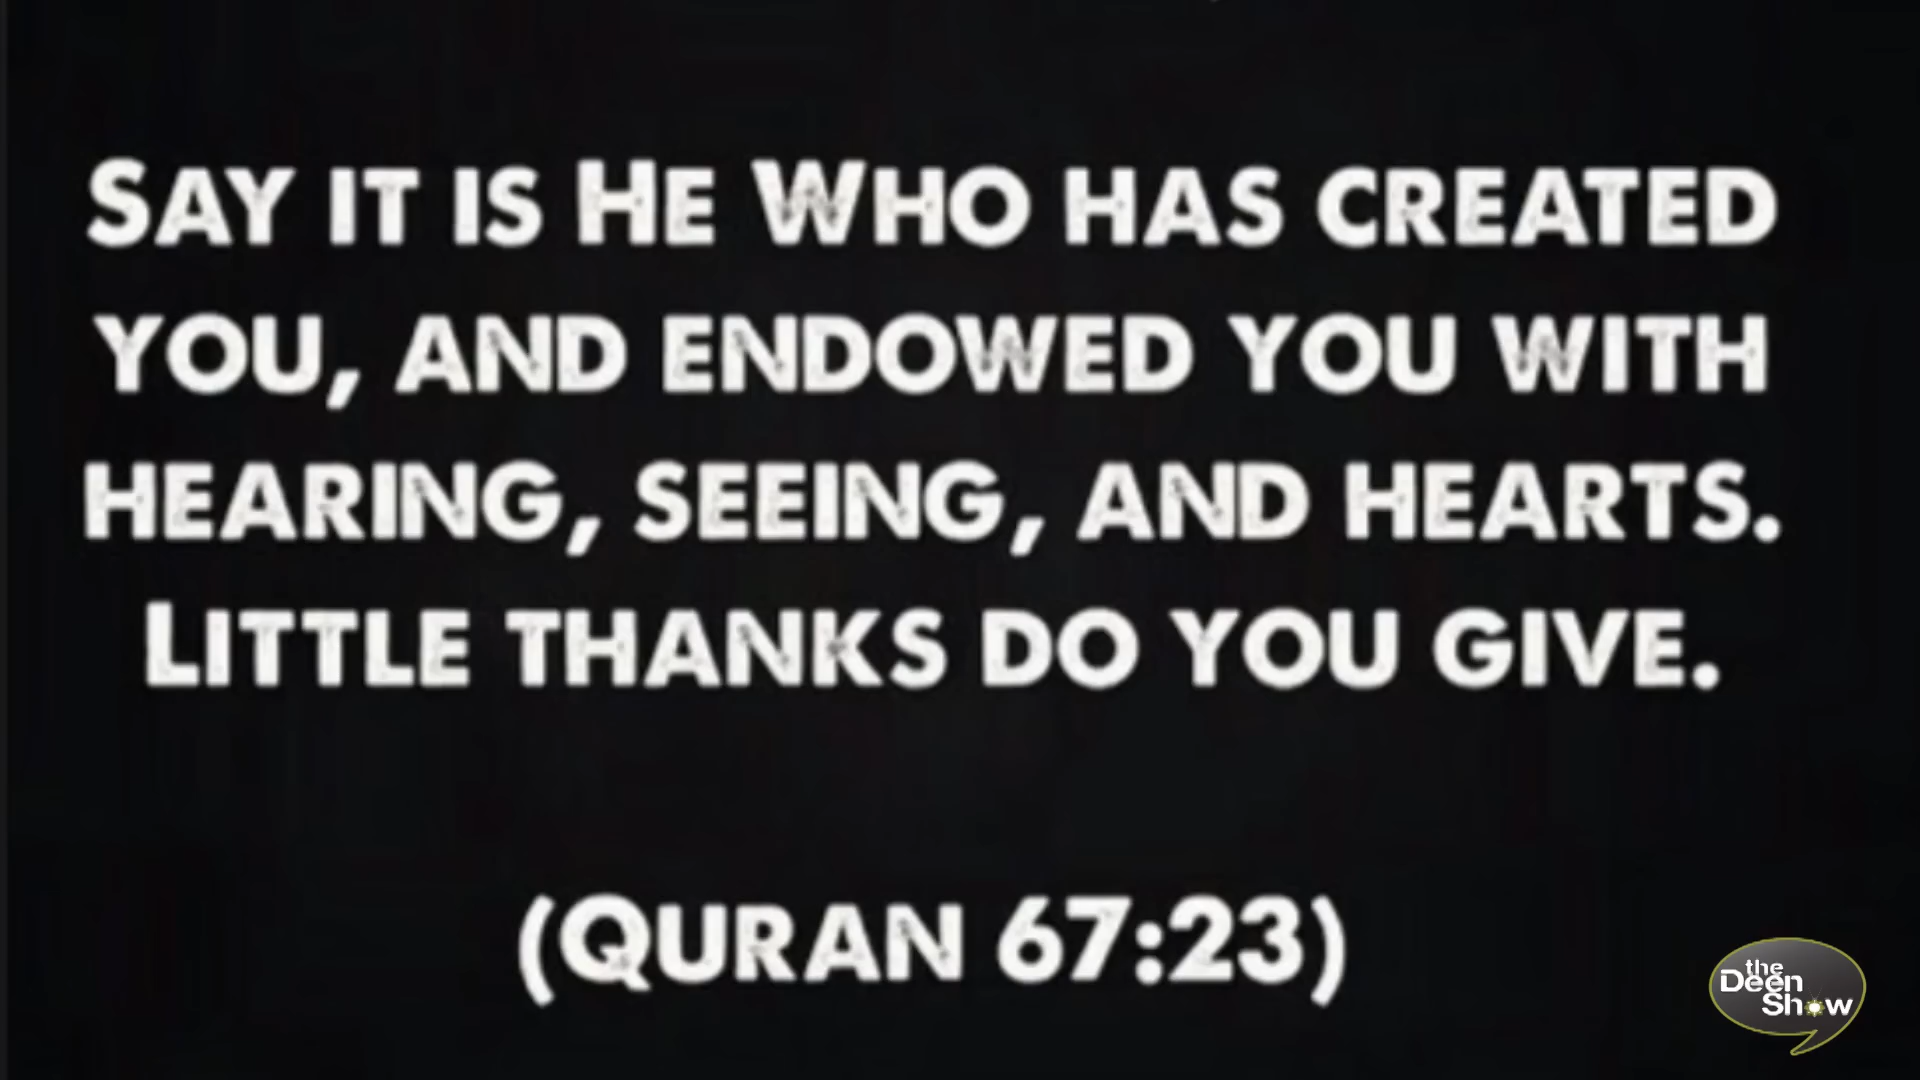 Say it is He Who has created
you, and endowed you with
hearing, seeing, and hearts.
Little thanks do you give.
(Quran 67:23)
the
Deen
Show